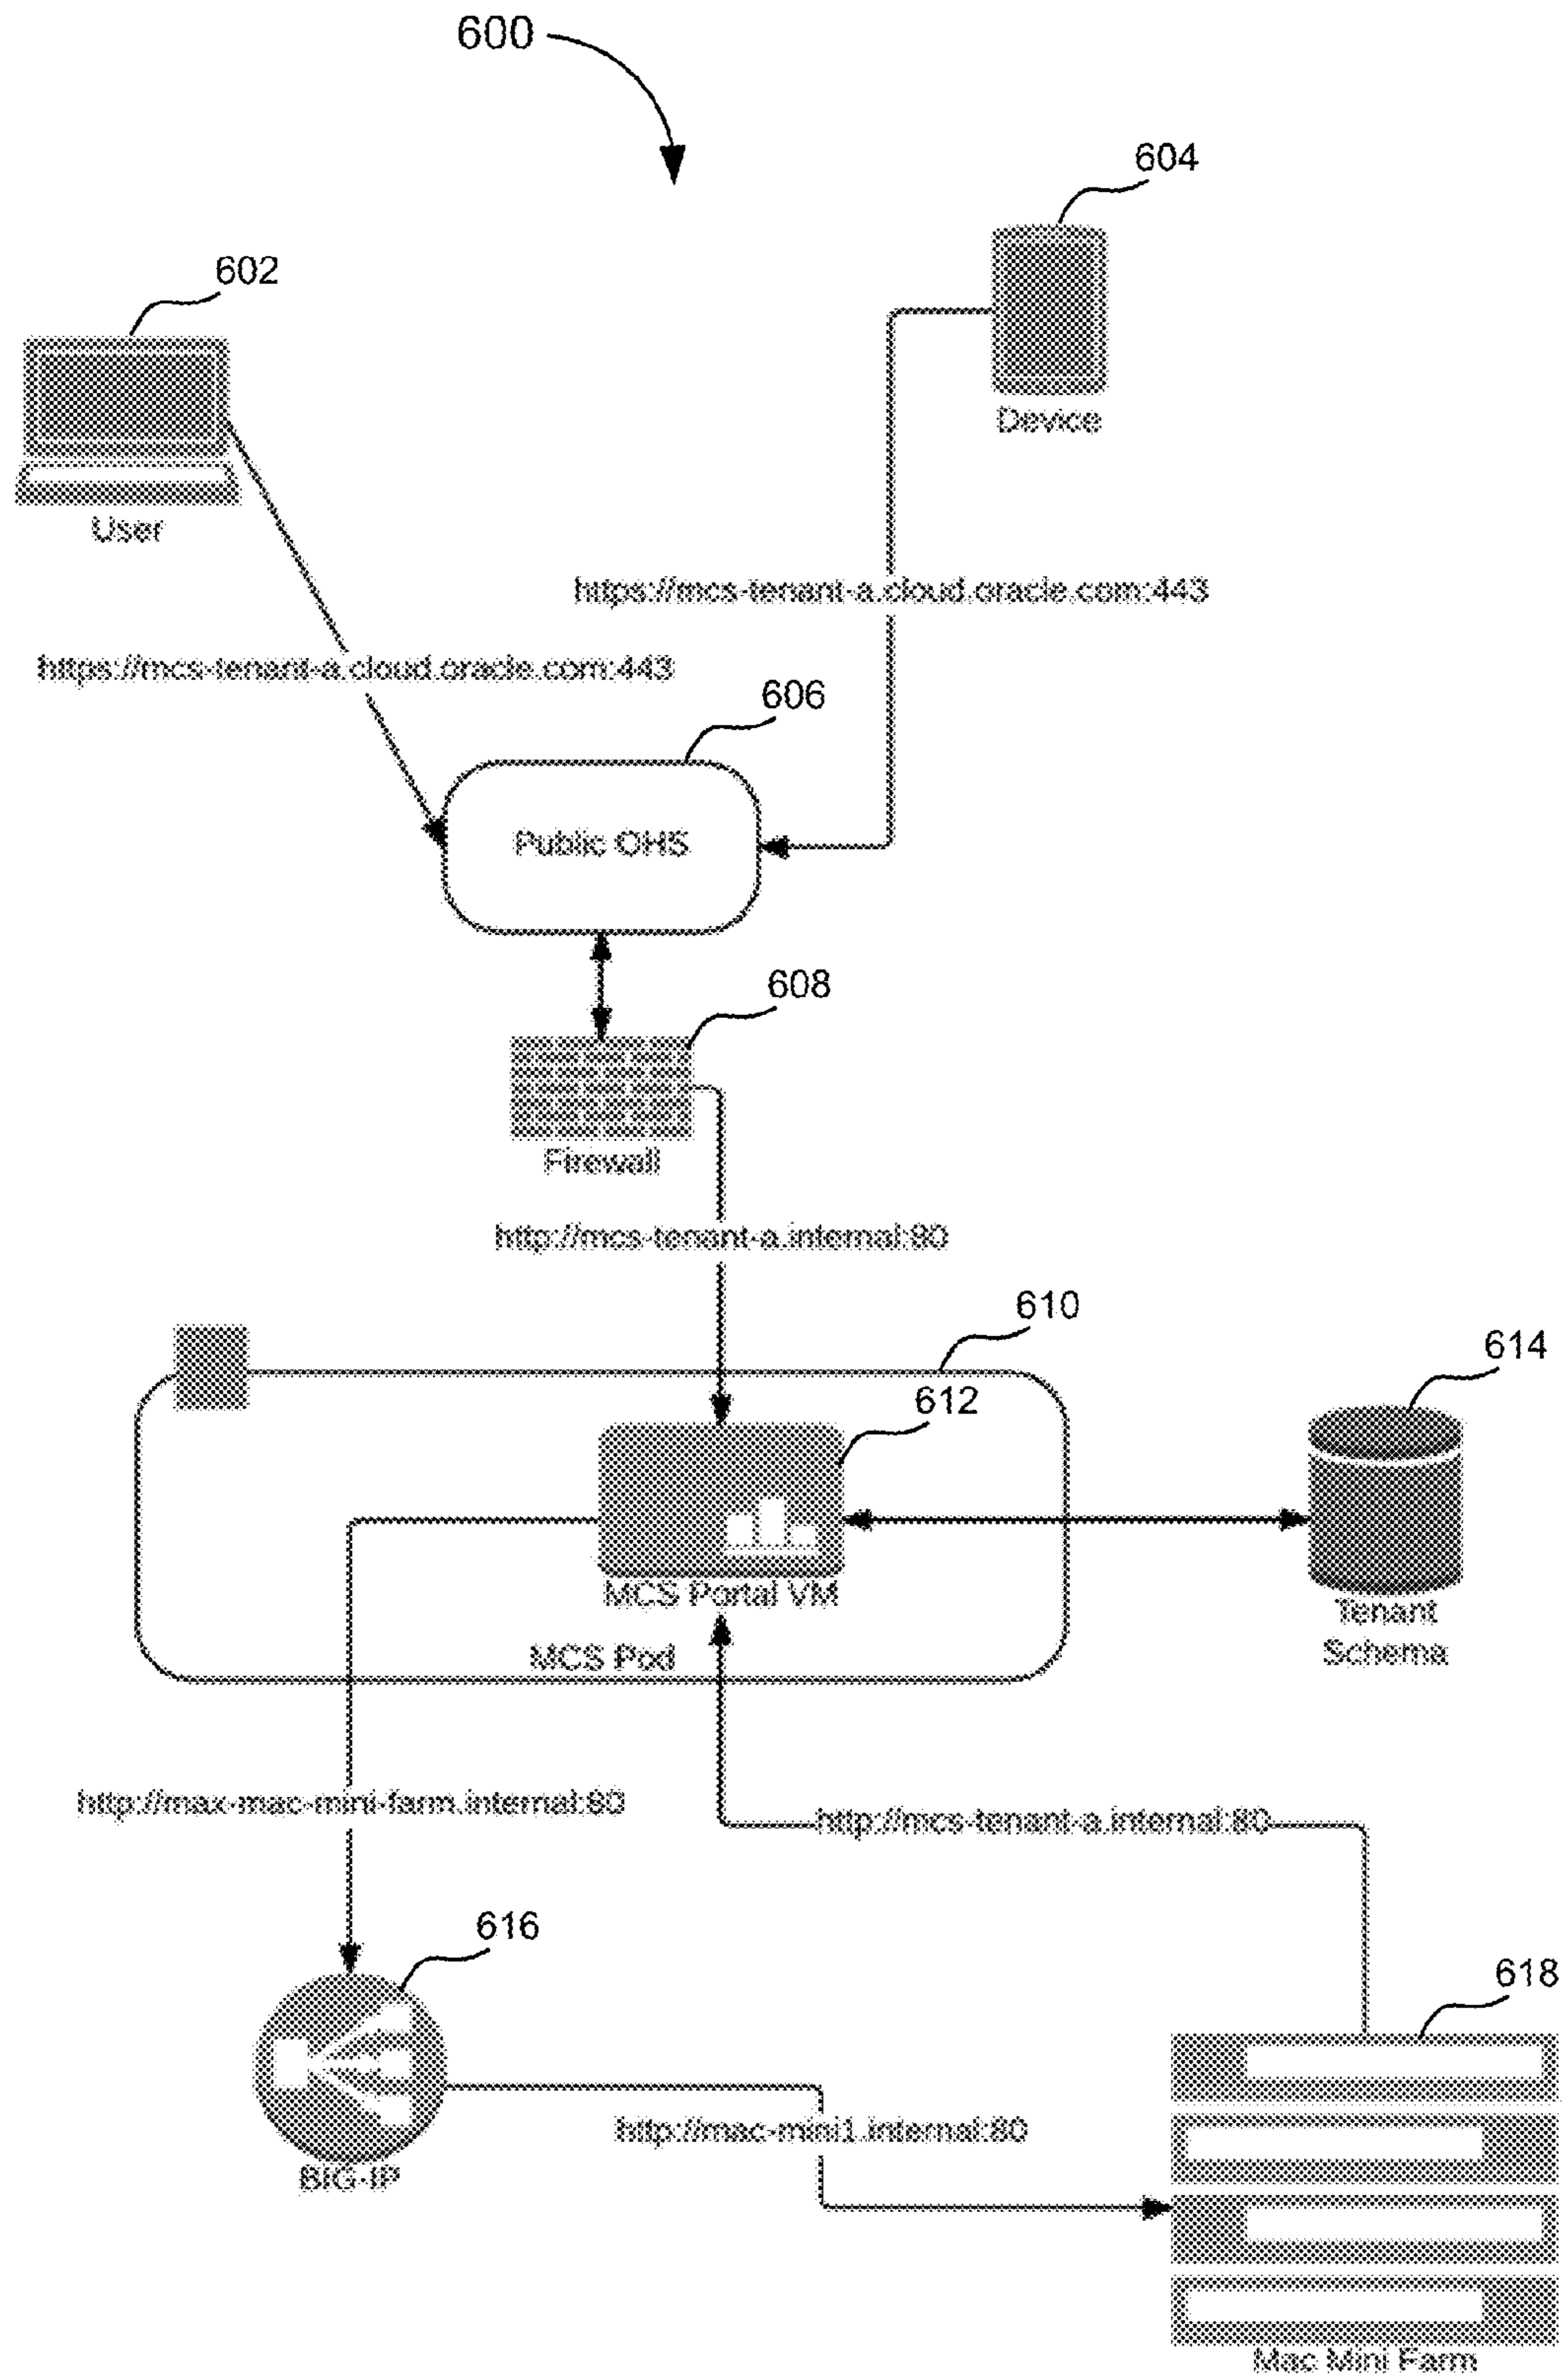 600
604
602
Device
User
https://mcs-tenant-a.cloud.oracle.com:443
https://mcs-tenant-a.cloud.oracle.com:443
606
Public OHS
608
Firewall
http://mcs-tenant-a.internal:80
610
614
612
MCS Portal VM
Tenant
Schema
MCS Pod
http://max-mac-mini-farm.internal:80
http://mcs-tenant-a.internal:80
616
618
http://mac-mini1.internal:80
BIG-IP
Mac Mini Farm